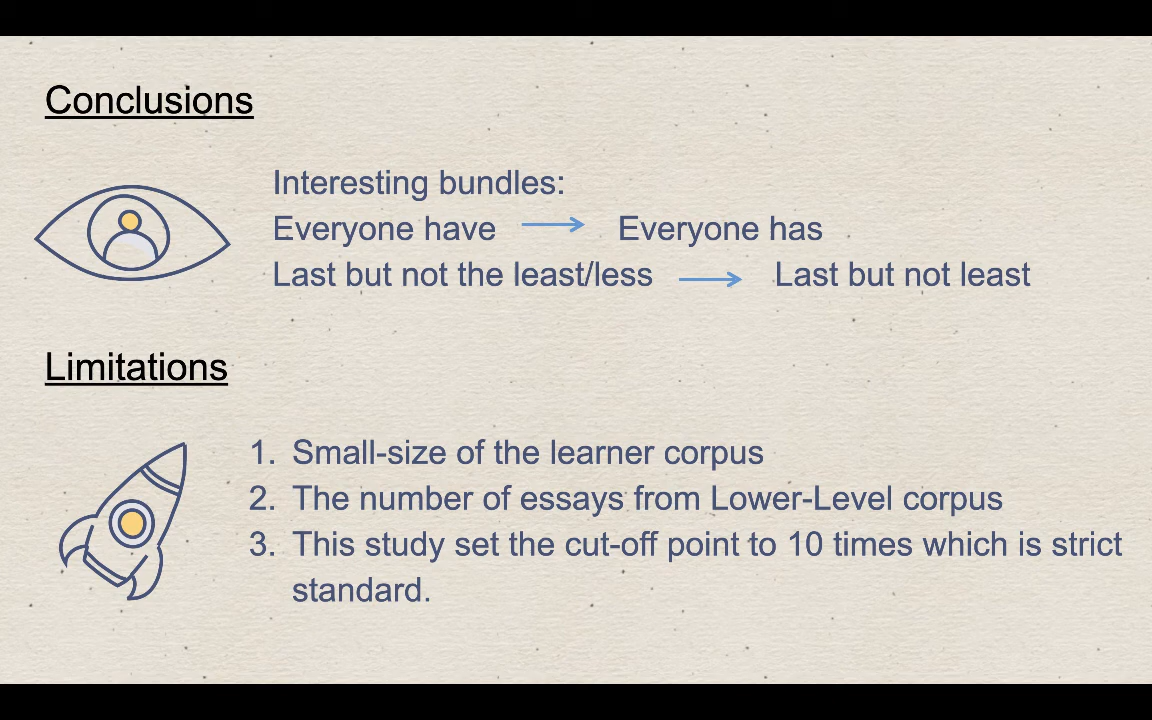 Conclusions
Interesting bundles:
Everyone have → Everyone has
Last but not the least/less → Last but not least
Limitations
1. Small-size of the learner corpus
2. The number of essays from Lower-Level corpus
3. This study set the cut-off point to 10 times which is strict
standard.